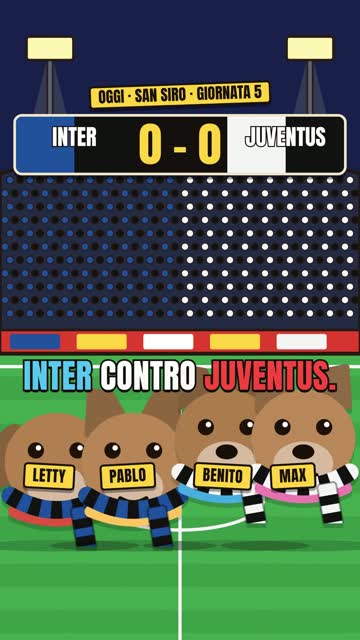 OGGI · SAN SIRO · GIORNATA 5
INTER 0 - 0 JUVENTUS
INTER CONTRO JUVENTUS.
LETTY PABLO BENITO MAX